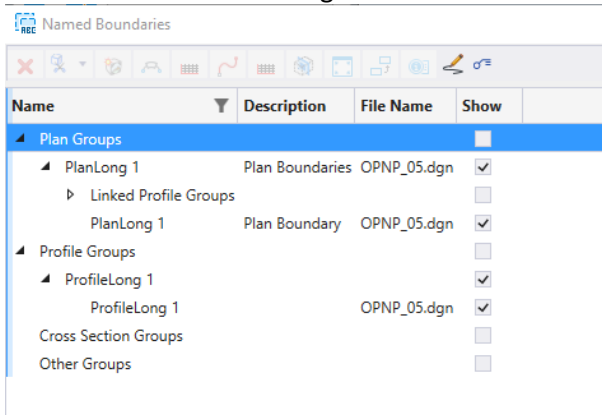 Named Boundaries
Name Description File Name Show
Plan Groups
PlanLong 1 Plan Boundaries OPNP_05.dgn
Linked Profile Groups
PlanLong 1 Plan Boundary OPNP_05.dgn
Profile Groups
ProfileLong 1
ProfileLong 1 OPNP_05.dgn
Cross Section Groups
Other Groups